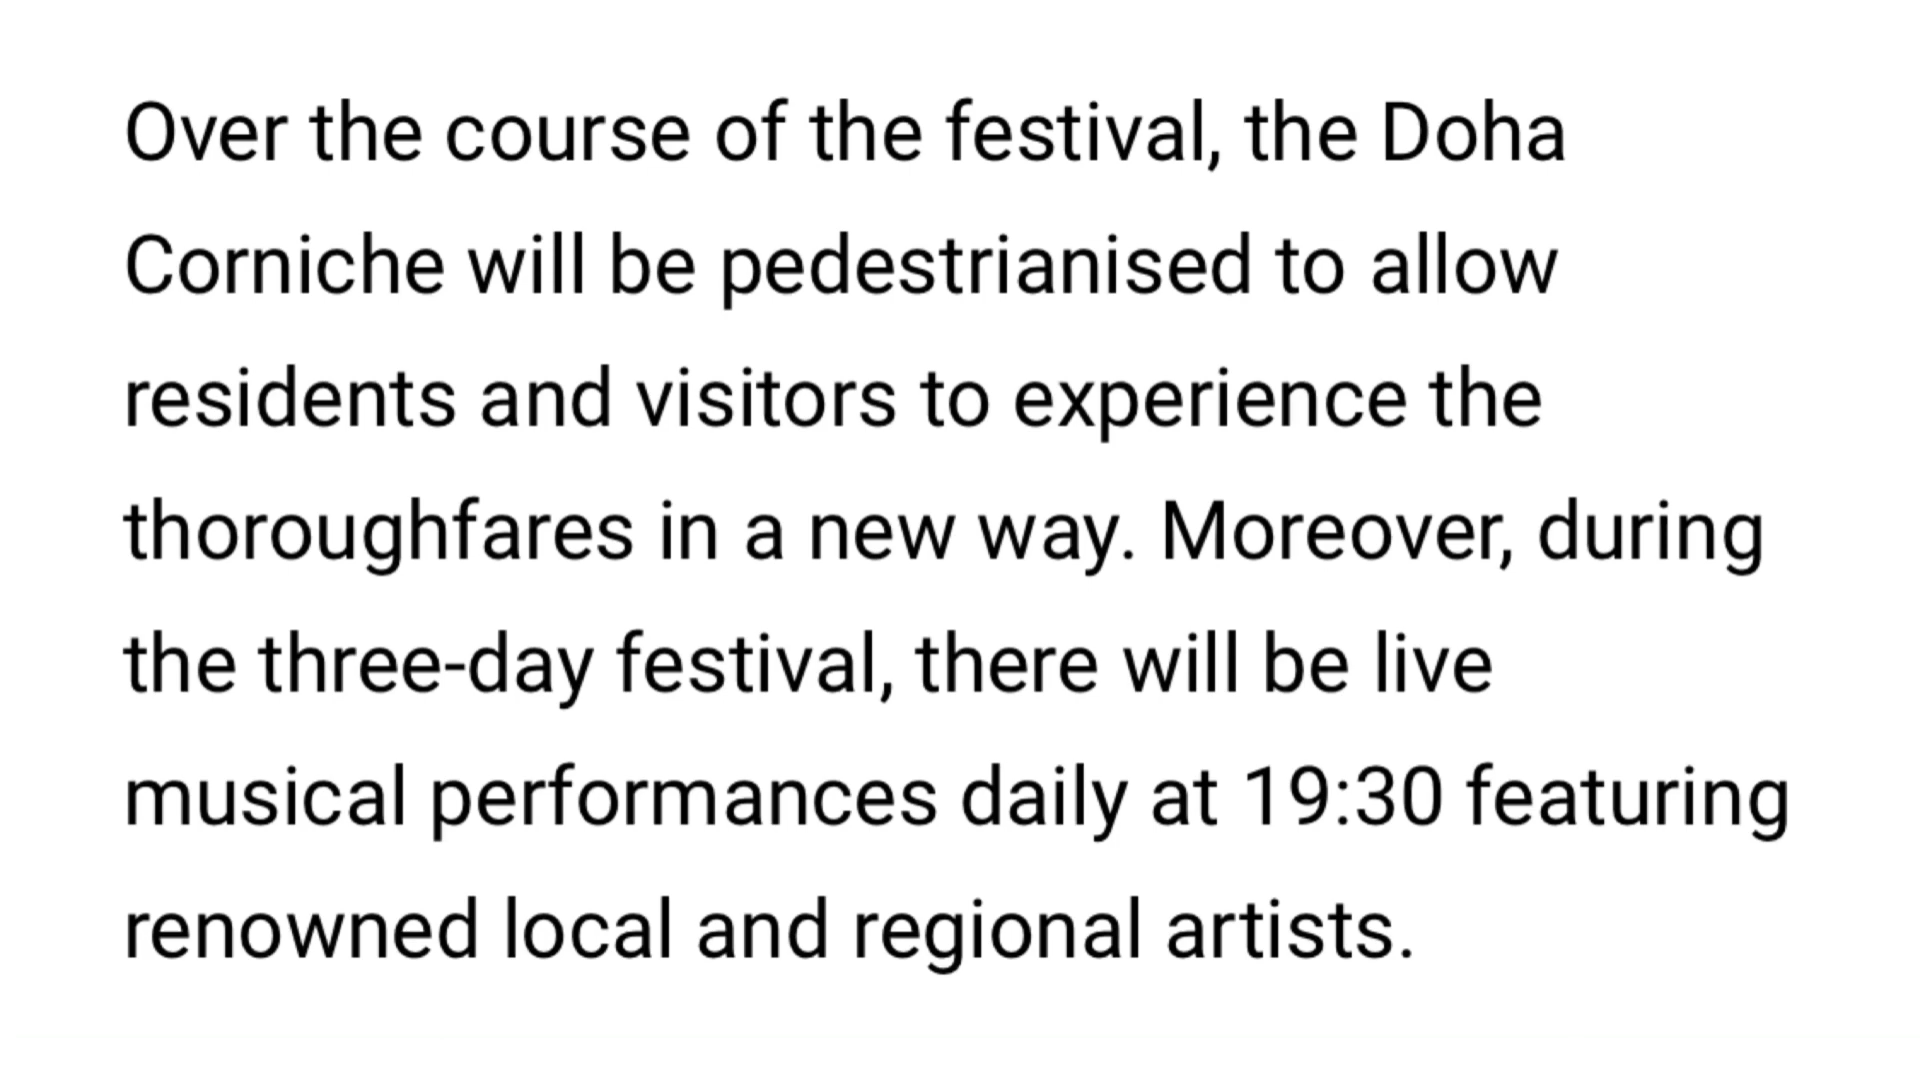 Over the course of the festival, the Doha
Corniche will be pedestrianised to allow
residents and visitors to experience the
thoroughfares in a new way. Moreover, during
the three-day festival, there will be live
musical performances daily at 19:30 featuring
renowned local and regional artists.